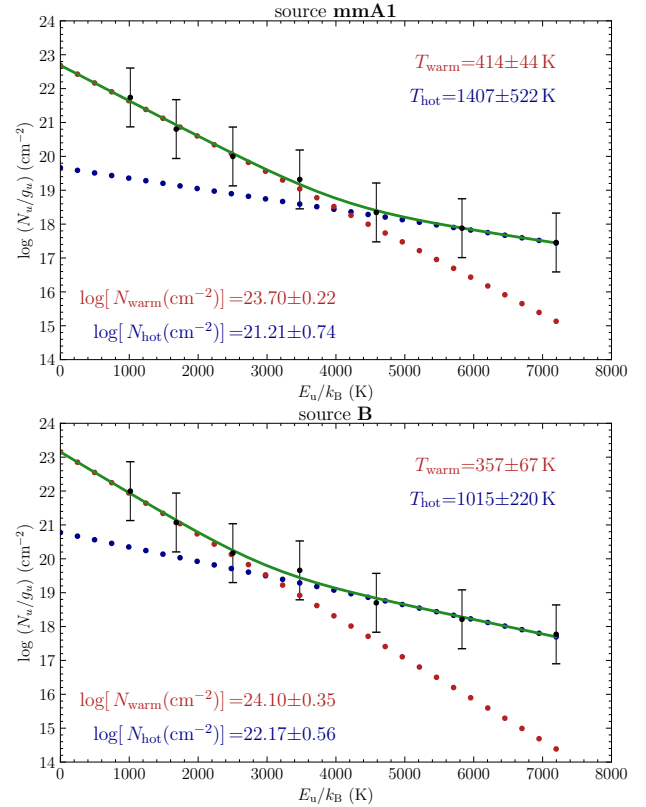 source mmA1
24
23
22
21
20
19
18
17
16
15
14
log (N_u/g_u) (cm⁻²)
T_warm=414±44 K
T_hot=1407±522 K
log[ N_warm(cm⁻²) ]=23.70±0.22
log[ N_hot(cm⁻²) ]=21.21±0.74
0 1000 2000 3000 4000 5000 6000 7000 8000
E_u/k_B (K)
source B
24
23
22
21
20
19
18
17
16
15
14
log (N_u/g_u) (cm⁻²)
T_warm=357±67 K
T_hot=1015±220 K
log[ N_warm(cm⁻²) ]=24.10±0.35
log[ N_hot(cm⁻²) ]=22.17±0.56
0 1000 2000 3000 4000 5000 6000 7000 8000
E_u/k_B (K)